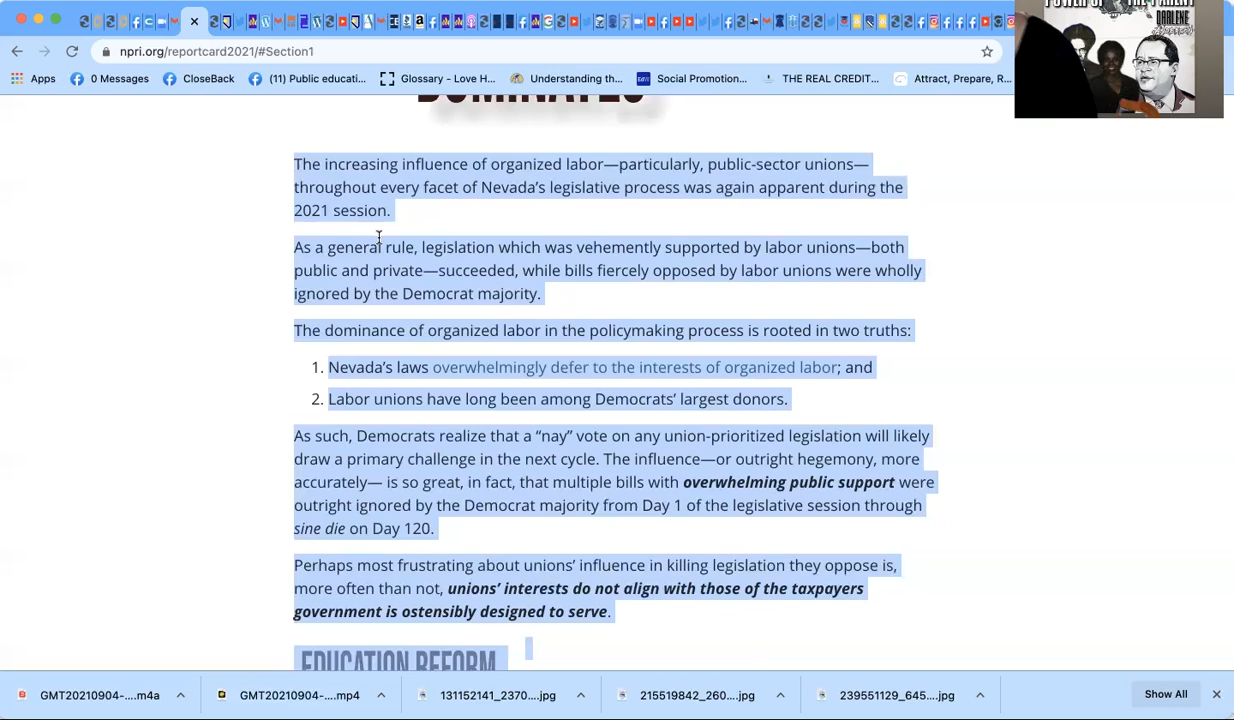 POWER OF THE PARENT
DARLENE
npri.org/reportcard2021/#Section1
Apps
0 Messages
CloseBack
(11) Public educati...
Glossary - Love H...
Understanding th...
Social Promotion...
THE REAL CREDIT...
Attract, Prepare, R...
DOMINATES
The increasing influence of organized labor—particularly, public-sector unions—
throughout every facet of Nevada's legislative process was again apparent during the
2021 session.
As a general rule, legislation which was vehemently supported by labor unions—both
public and private—succeeded, while bills fiercely opposed by labor unions were wholly
ignored by the Democrat majority.
The dominance of organized labor in the policymaking process is rooted in two truths:
1. Nevada's laws overwhelmingly defer to the interests of organized labor; and
2. Labor unions have long been among Democrats' largest donors.
As such, Democrats realize that a “nay” vote on any union-prioritized legislation will likely
draw a primary challenge in the next cycle. The influence—or outright hegemony, more
accurately— is so great, in fact, that multiple bills with overwhelming public support were
outright ignored by the Democrat majority from Day 1 of the legislative session through
sine die on Day 120.
Perhaps most frustrating about unions' influence in killing legislation they oppose is,
more often than not, unions' interests do not align with those of the taxpayers
government is ostensibly designed to serve.
EDUCATION REFORM
GMT20210904-....m4a
GMT20210904-....mp4
131152141_2370....jpg
215519842_260....jpg
239551129_645....jpg
Show All